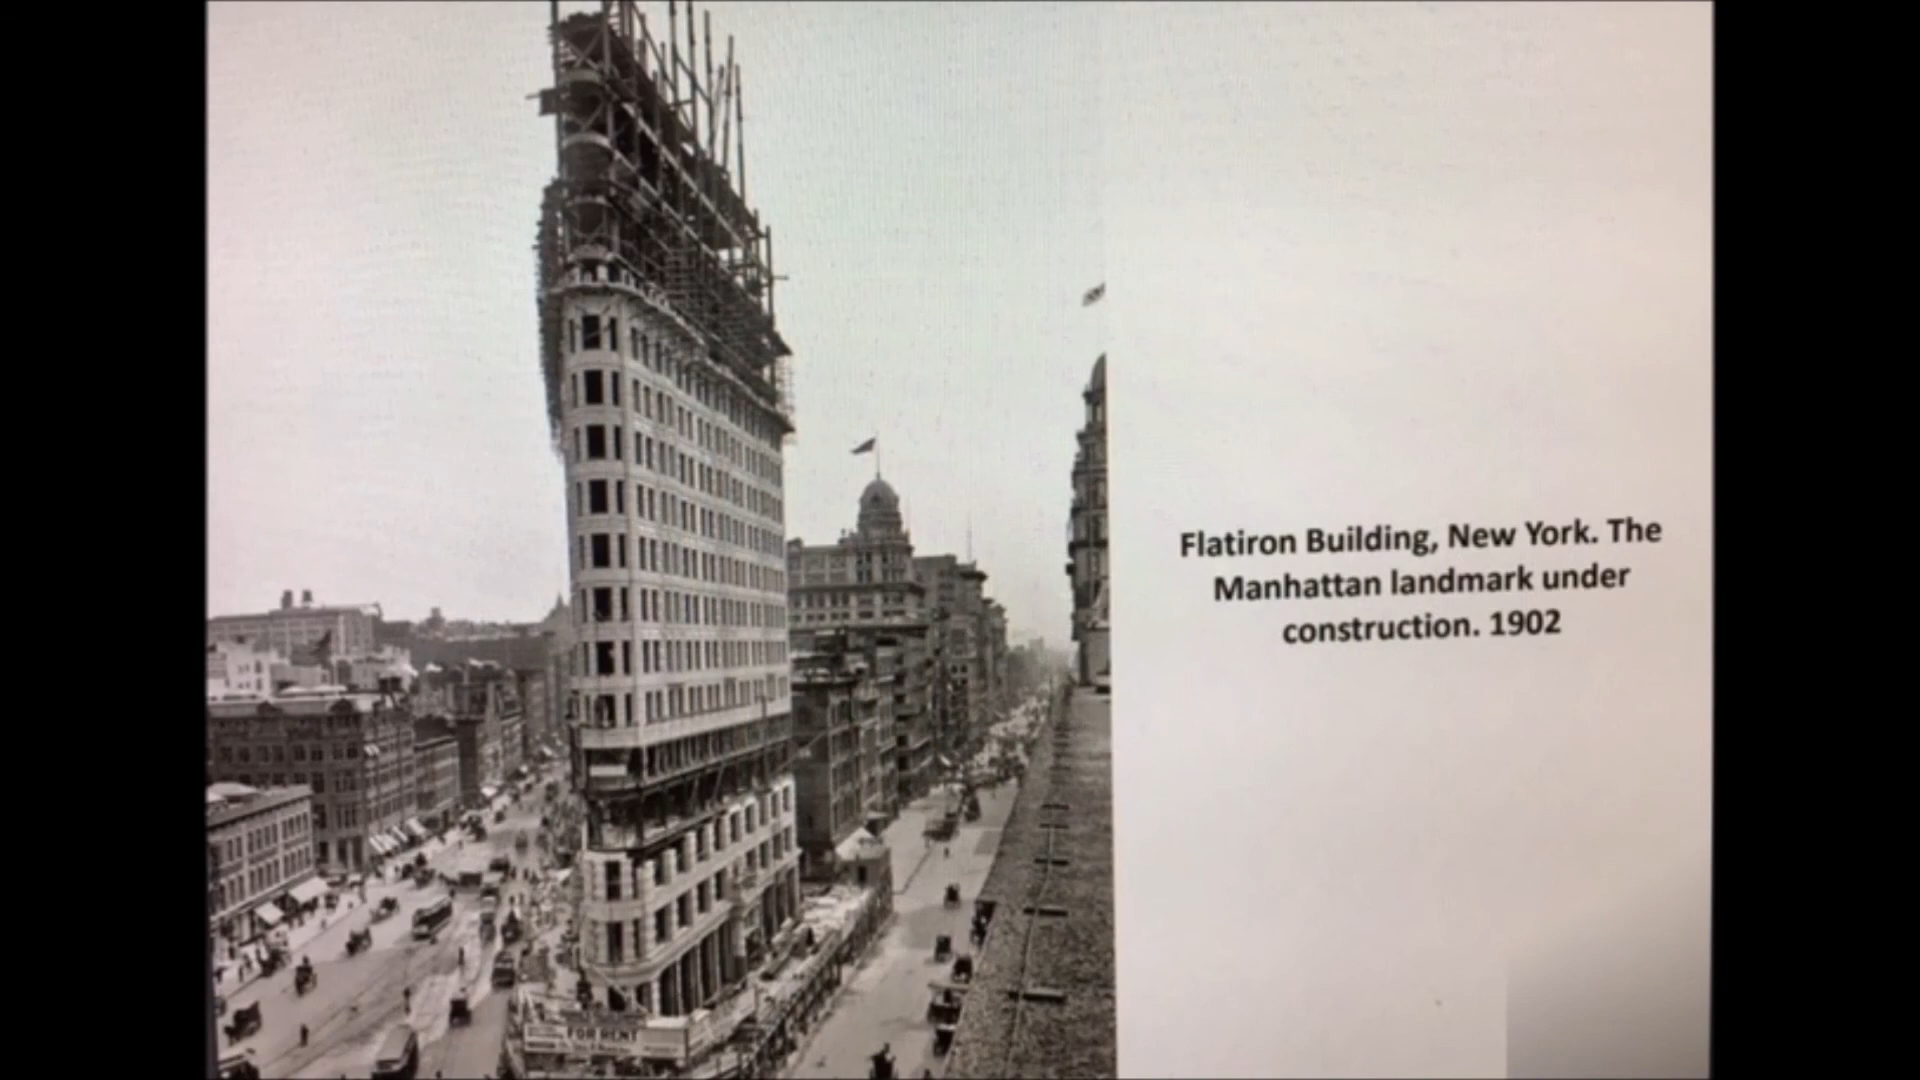 Flatiron Building, New York. The
Manhattan landmark under
construction. 1902
FOR RENT